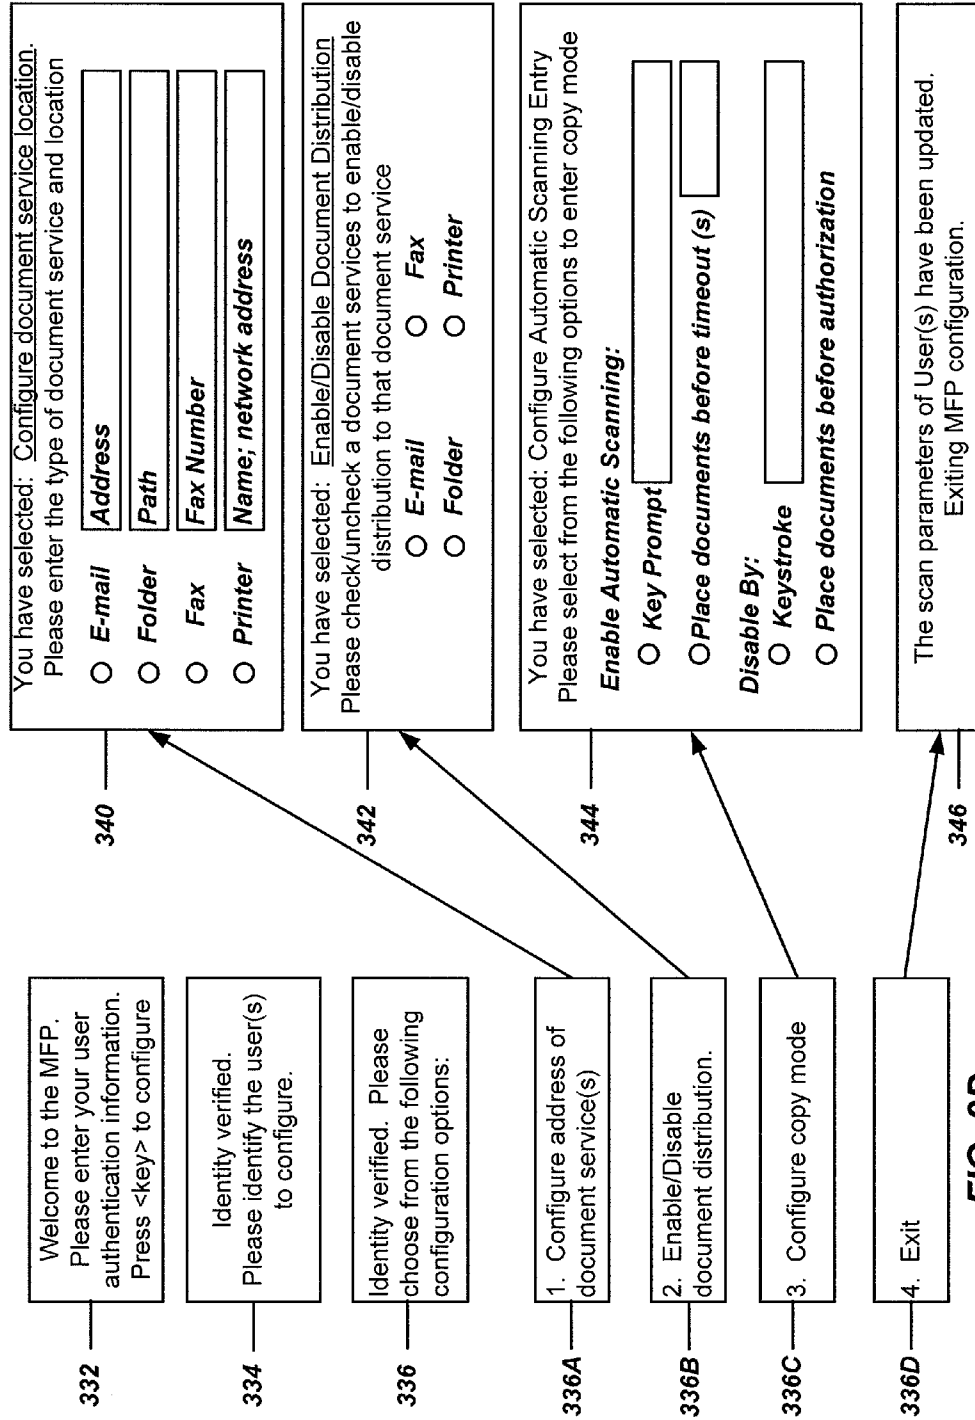 332
Welcome to the MFP.
Please enter your user
authentication information.
Press <key> to configure
334
Identity verified.
Please identify the user(s)
to configure.
336
Identity verified. Please
choose from the following
configuration options:
336A
1. Configure address of
document service(s)
336B
2. Enable/Disable
document distribution.
336C
3. Configure copy mode
336D
4. Exit
340
You have selected: Configure document service location.
Please enter the type of document service and location
E-mail
Address
Folder
Path
Fax
Fax Number
Printer
Name; network address
342
You have selected: Enable/Disable Document Distribution
Please check/uncheck a document services to enable/disable
distribution to that document service
E-mail
Fax
Folder
Printer
344
You have selected: Configure Automatic Scanning Entry
Please select from the following options to enter copy mode
Enable Automatic Scanning:
Key Prompt
Place documents before timeout (s)
Disable By:
Keystroke
Place documents before authorization
346
The scan parameters of User(s) have been updated.
Exiting MFP configuration.